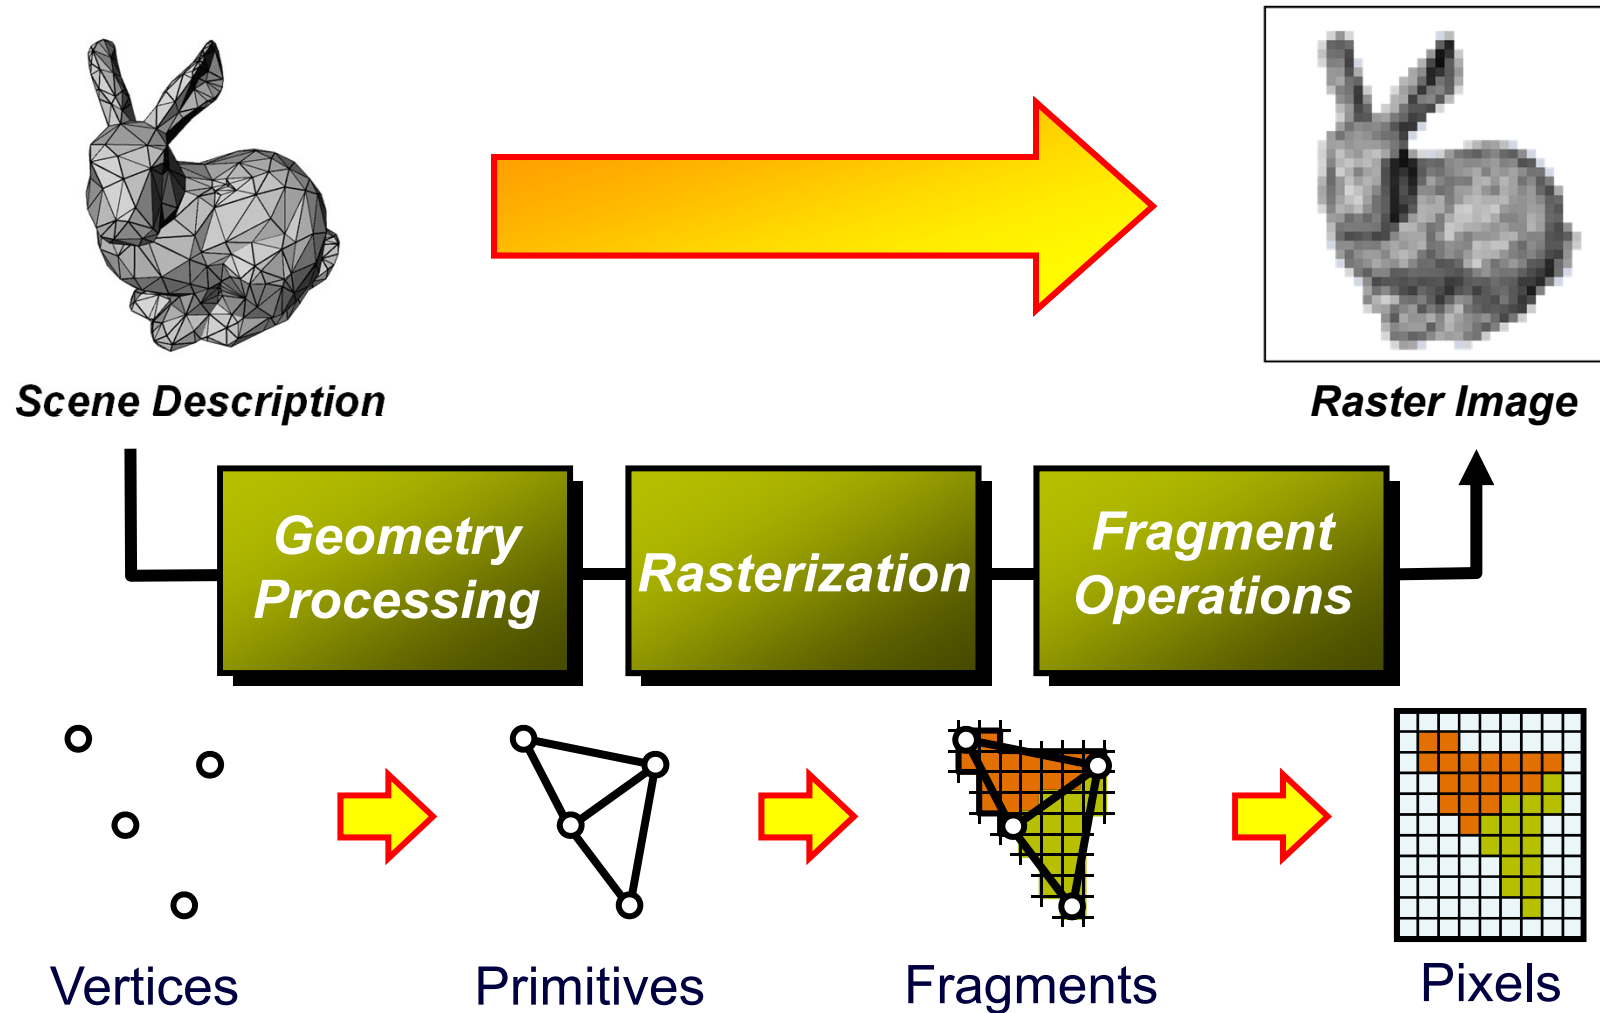 Scene Description
Raster Image
Geometry
Processing
Rasterization
Fragment
Operations
Vertices
Primitives
Fragments
Pixels